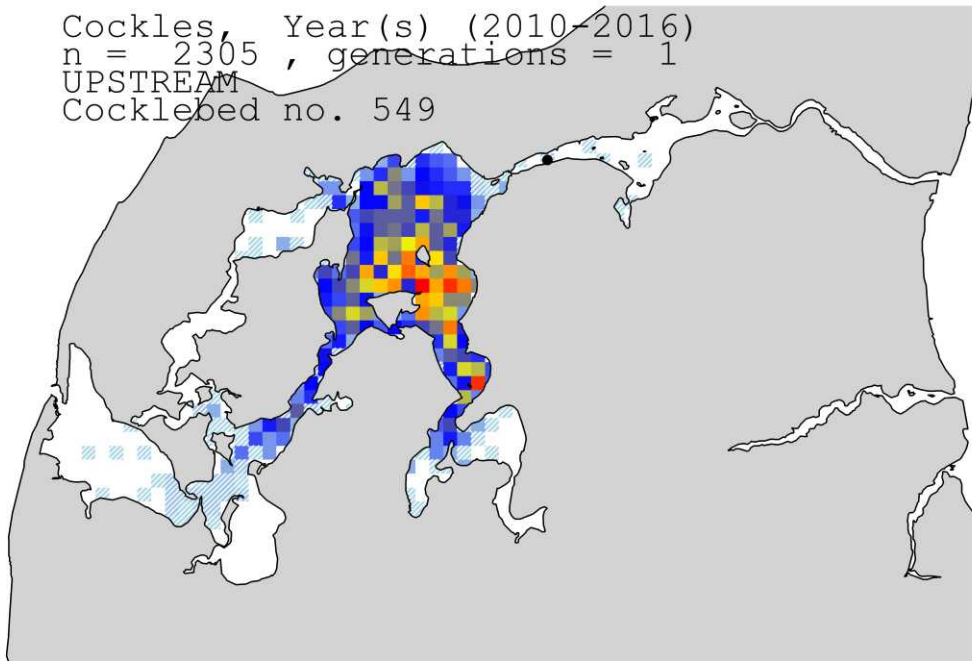 Cockles, Year(s) (2010-2016)
n = 2305 , generations = 1
UPSTREAM
Cocklebed no. 549